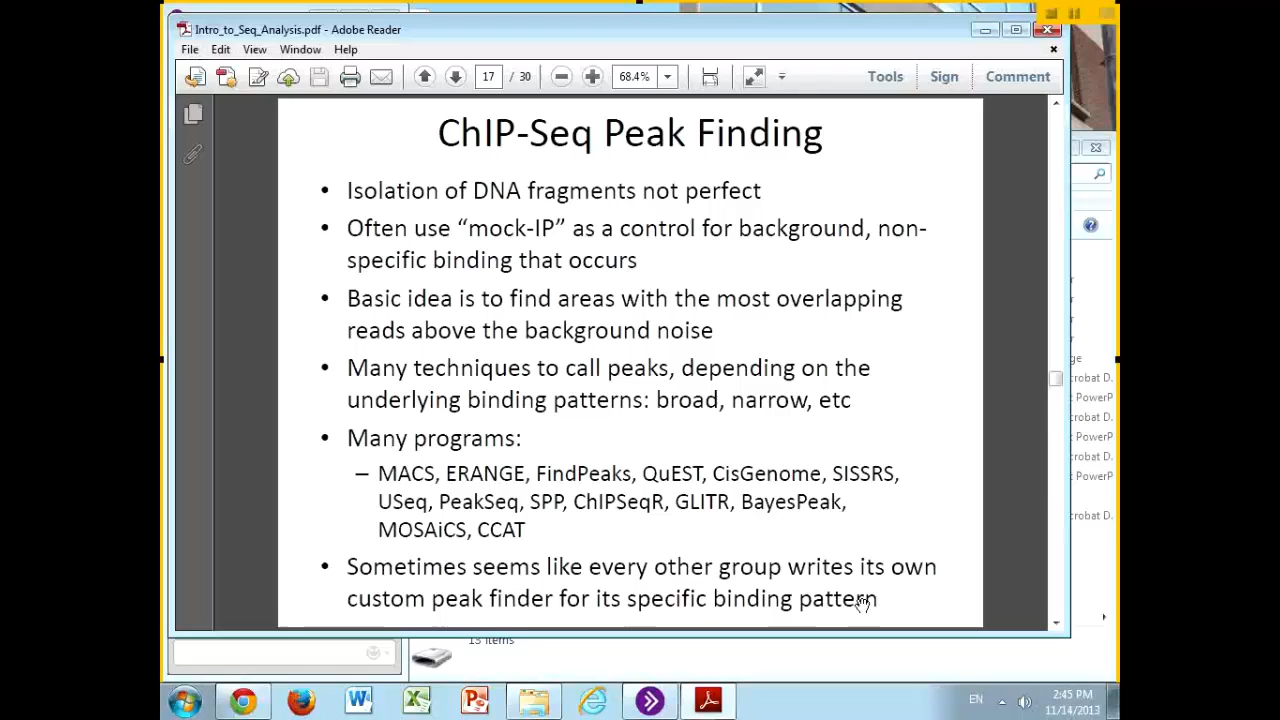 Intro_to_Seq_Analysis.pdf - Adobe Reader
File Edit View Window Help
17 / 30 68.4% Tools Sign Comment
ChIP-Seq Peak Finding
• Isolation of DNA fragments not perfect
• Often use “mock-IP” as a control for background, non-
specific binding that occurs
• Basic idea is to find areas with the most overlapping
reads above the background noise
• Many techniques to call peaks, depending on the
underlying binding patterns: broad, narrow, etc
• Many programs:
– MACS, ERANGE, FindPeaks, QuEST, CisGenome, SISSRS,
USeq, PeakSeq, SPP, ChIPSeqR, GLITR, BayesPeak,
MOSAiCS, CCAT
• Sometimes seems like every other group writes its own
custom peak finder for its specific binding pattern
13 items
EN
2:45 PM
11/14/2013